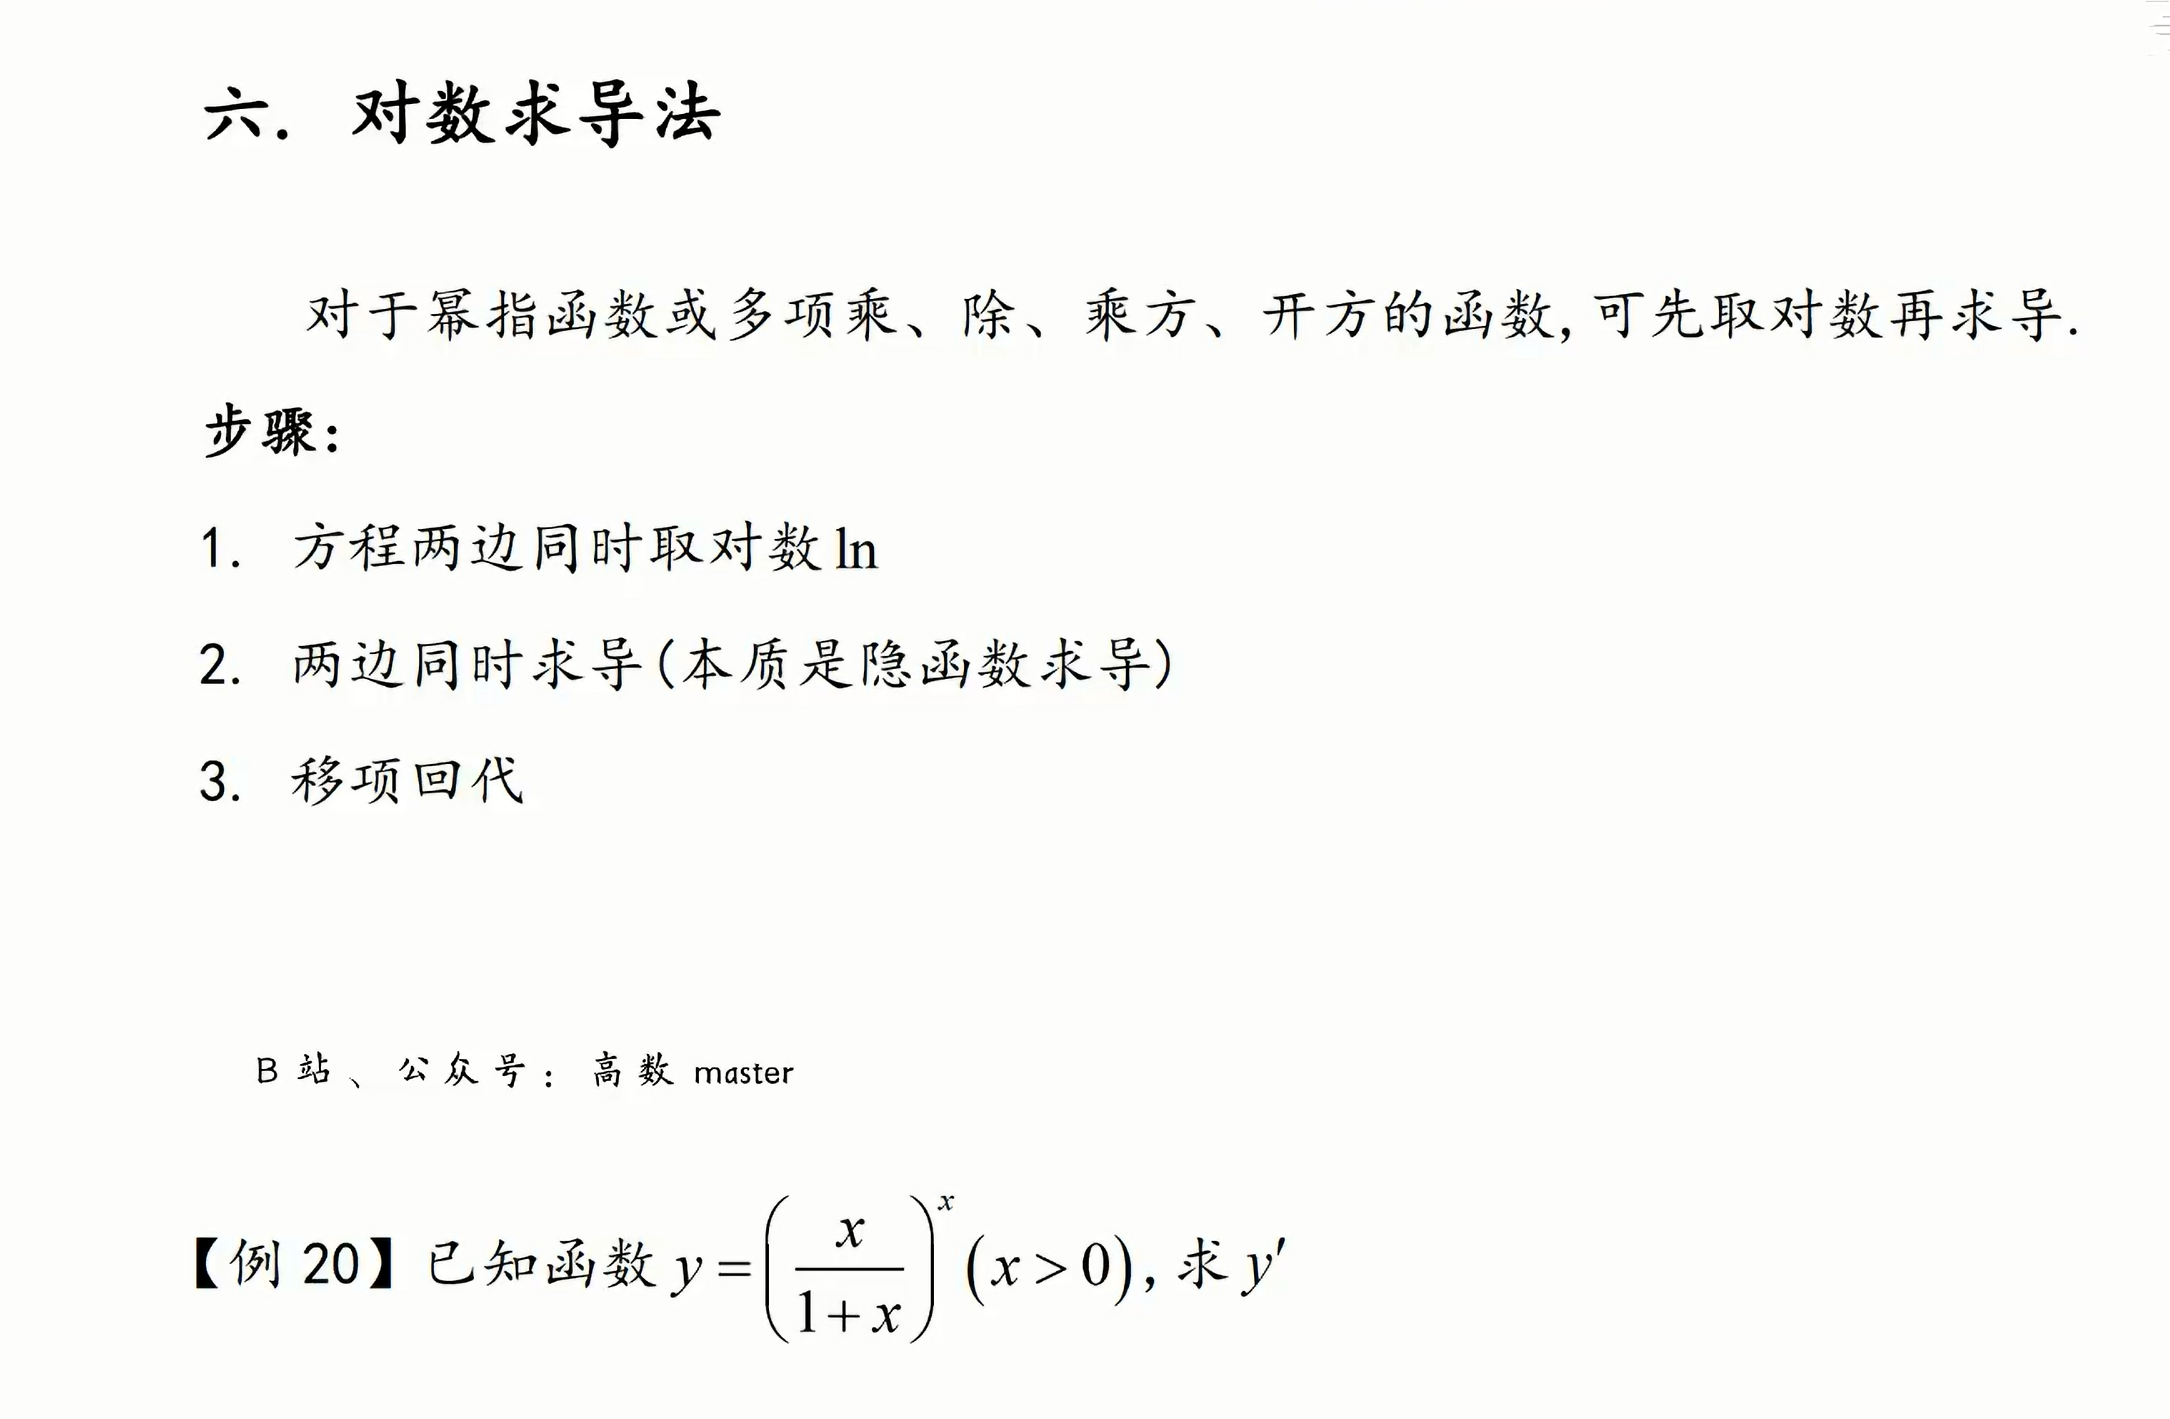 六. 对数求导法
对于幂指函数或多项乘、除、乘方、开方的函数,可先取对数再求导.
步骤:
1. 方程两边同时取对数 ln
2. 两边同时求导(本质是隐函数求导)
3. 移项回代
B 站、公众号: 高数 master
【例 20】已知函数 y=(x/(1+x))^x (x>0), 求 y′